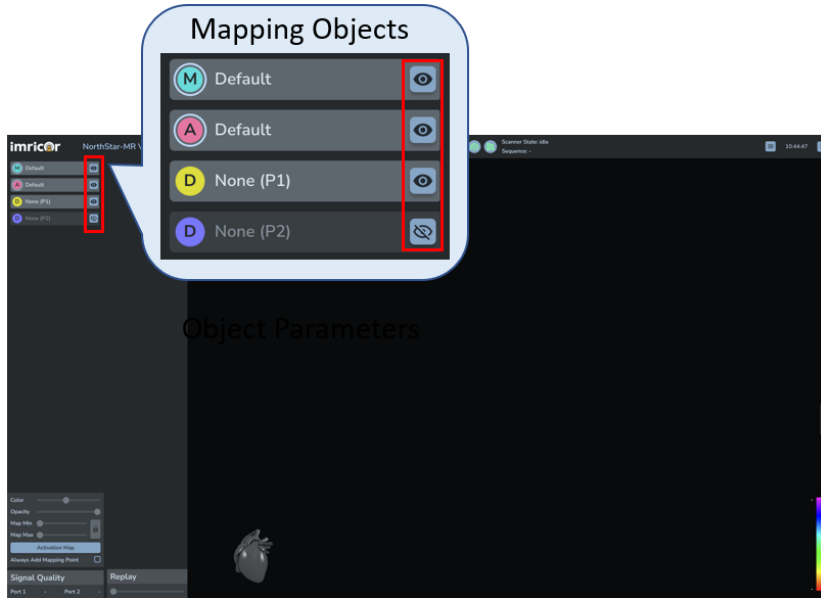 Mapping Objects
M Default
A Default
D None (P1)
D None (P2)
imricor NorthStar-MR
Scanner State: Idle
Sequence: -
10:44:47
M Default
A Default
D None (P1)
D None (P2)
Object Parameters
Color
Opacity
Map Min
Map Max
Activation Map
Always Add Mapping Point
Signal Quality
Replay
Port 1 - Port 2 -